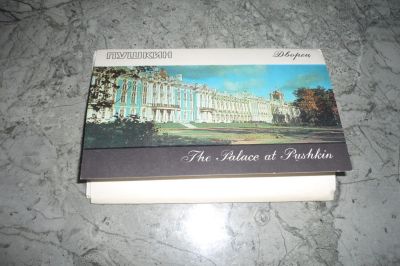 ПУШКИН Дворец
The Palace at Pushkin